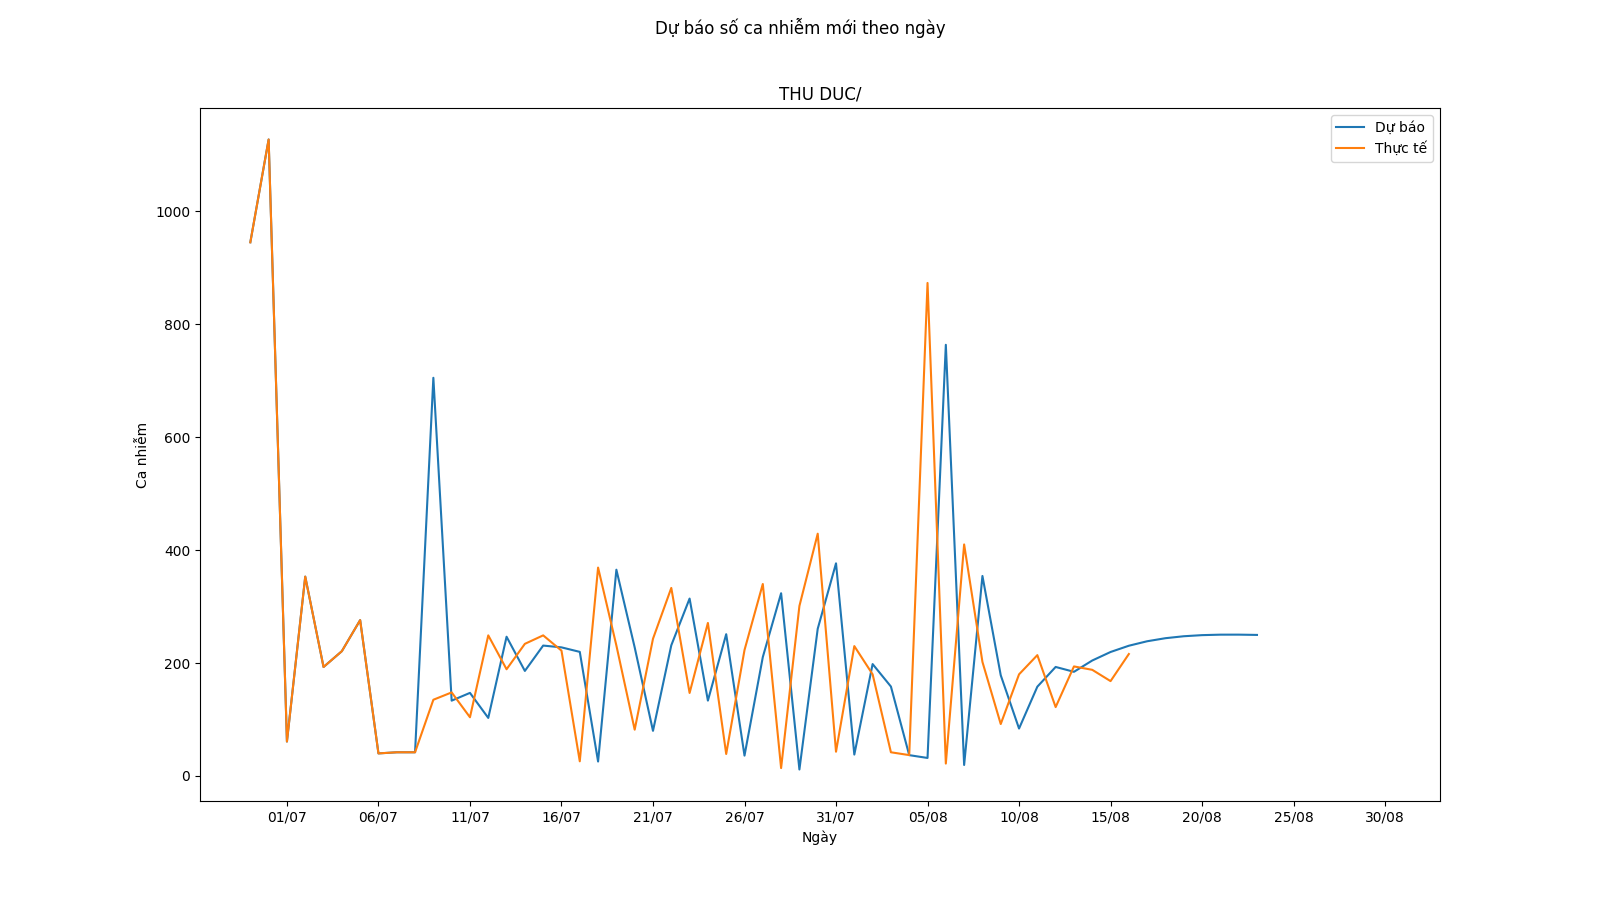 Dự báo số ca nhiễm mới theo ngày
THU DUC/
Dự báo
Thực tế
Ca nhiễm
1000
800
600
400
200
0
01/07 06/07 11/07 16/07 21/07 26/07 31/07 05/08 10/08 15/08 20/08 25/08 30/08
Ngày